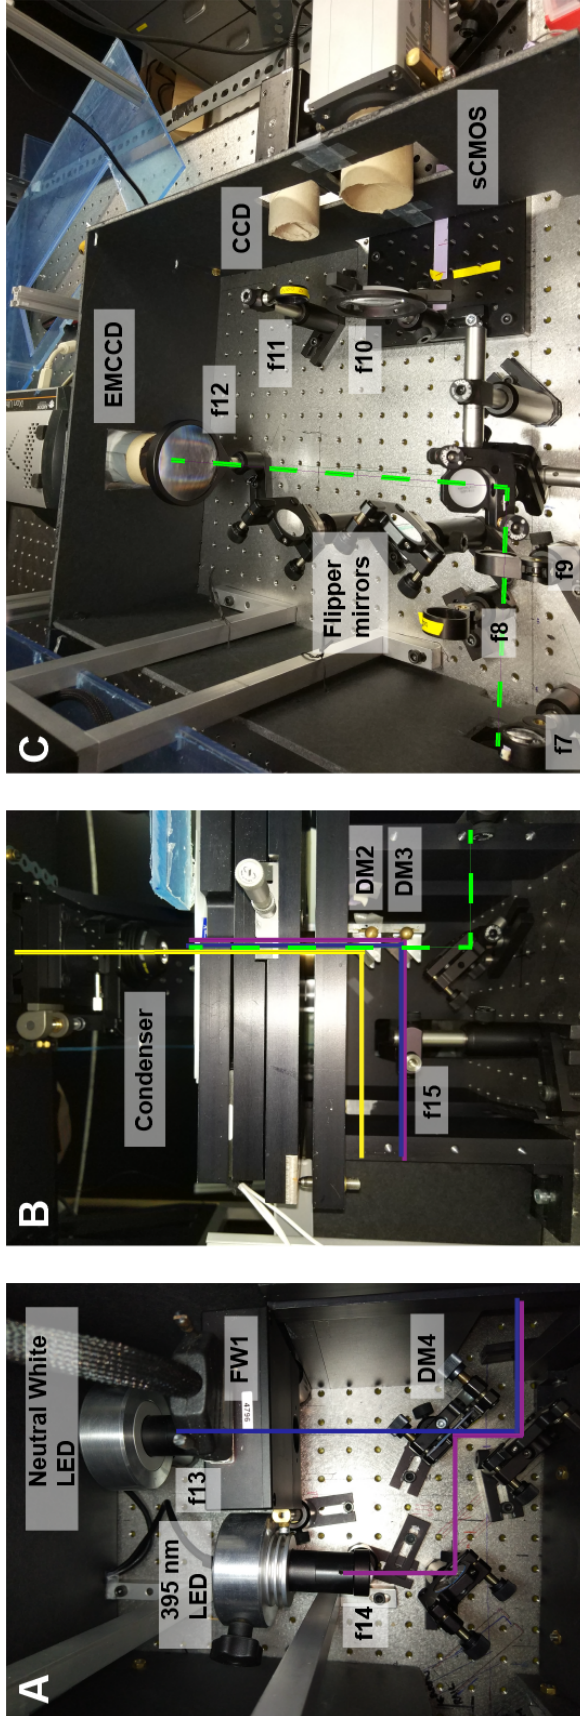 A
Neutral White
LED
395 nm
LED
f13
FW1
4796
f14
DM4
B
Condenser
DM2
DM3
f15
C
EMCCD
CCD
sCMOS
f12
f11
f10
Flipper
mirrors
f8
f9
f7